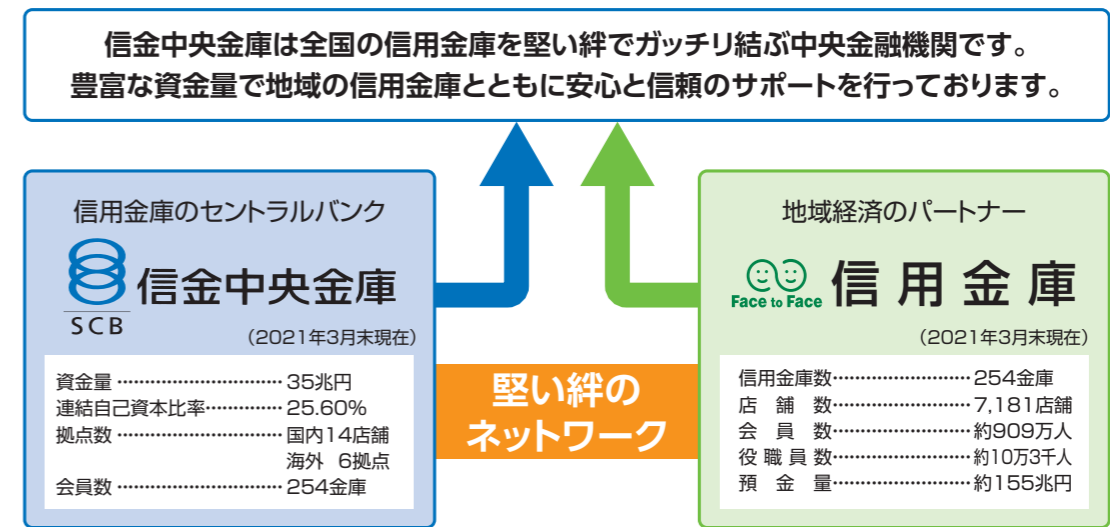 信金中央金庫は全国の信用金庫を堅い絆でガッチリ結ぶ中央金融機関です。
豊富な資金量で地域の信用金庫とともに安心と信頼のサポートを行っております。
信用金庫のセントラルバンク
SCB
信金中央金庫
（2021年3月末現在）
資金量 …………………………… 35兆円
連結自己資本比率…………… 25.60%
拠点数 …………………………… 国内14店舗
海外 6拠点
会員数 …………………………… 254金庫
堅い絆の
ネットワーク
地域経済のパートナー
Face to Face
信用金庫
（2021年3月末現在）
信用金庫数……………………… 254金庫
店舗数……………………… 7,181店舗
会員数……………………… 約909万人
役職員数……………………… 約10万3千人
預金量……………………… 約155兆円